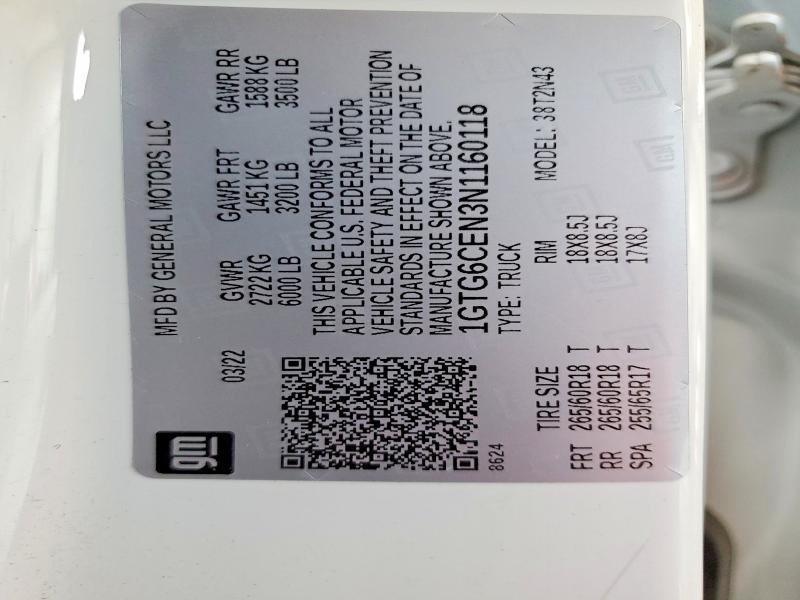 gm
MFD BY GENERAL MOTORS LLC
03/22
GVWR GAWR FRT GAWR RR
2722 KG 1451 KG 1588 KG
6000 LB 3200 LB 3500 LB
THIS VEHICLE CONFORMS TO ALL
APPLICABLE U.S. FEDERAL MOTOR
VEHICLE SAFETY AND THEFT PREVENTION
STANDARDS IN EFFECT ON THE DATE OF
MANUFACTURE SHOWN ABOVE.
1GTG6CEN3N1160118
8624
TYPE: TRUCK MODEL: 38T2N43
TIRE SIZE RIM
FRT 265/60R18 T 18X8.5J
RR 265/60R18 T 18X8.5J
SPA 255/65R17 T 17X8J